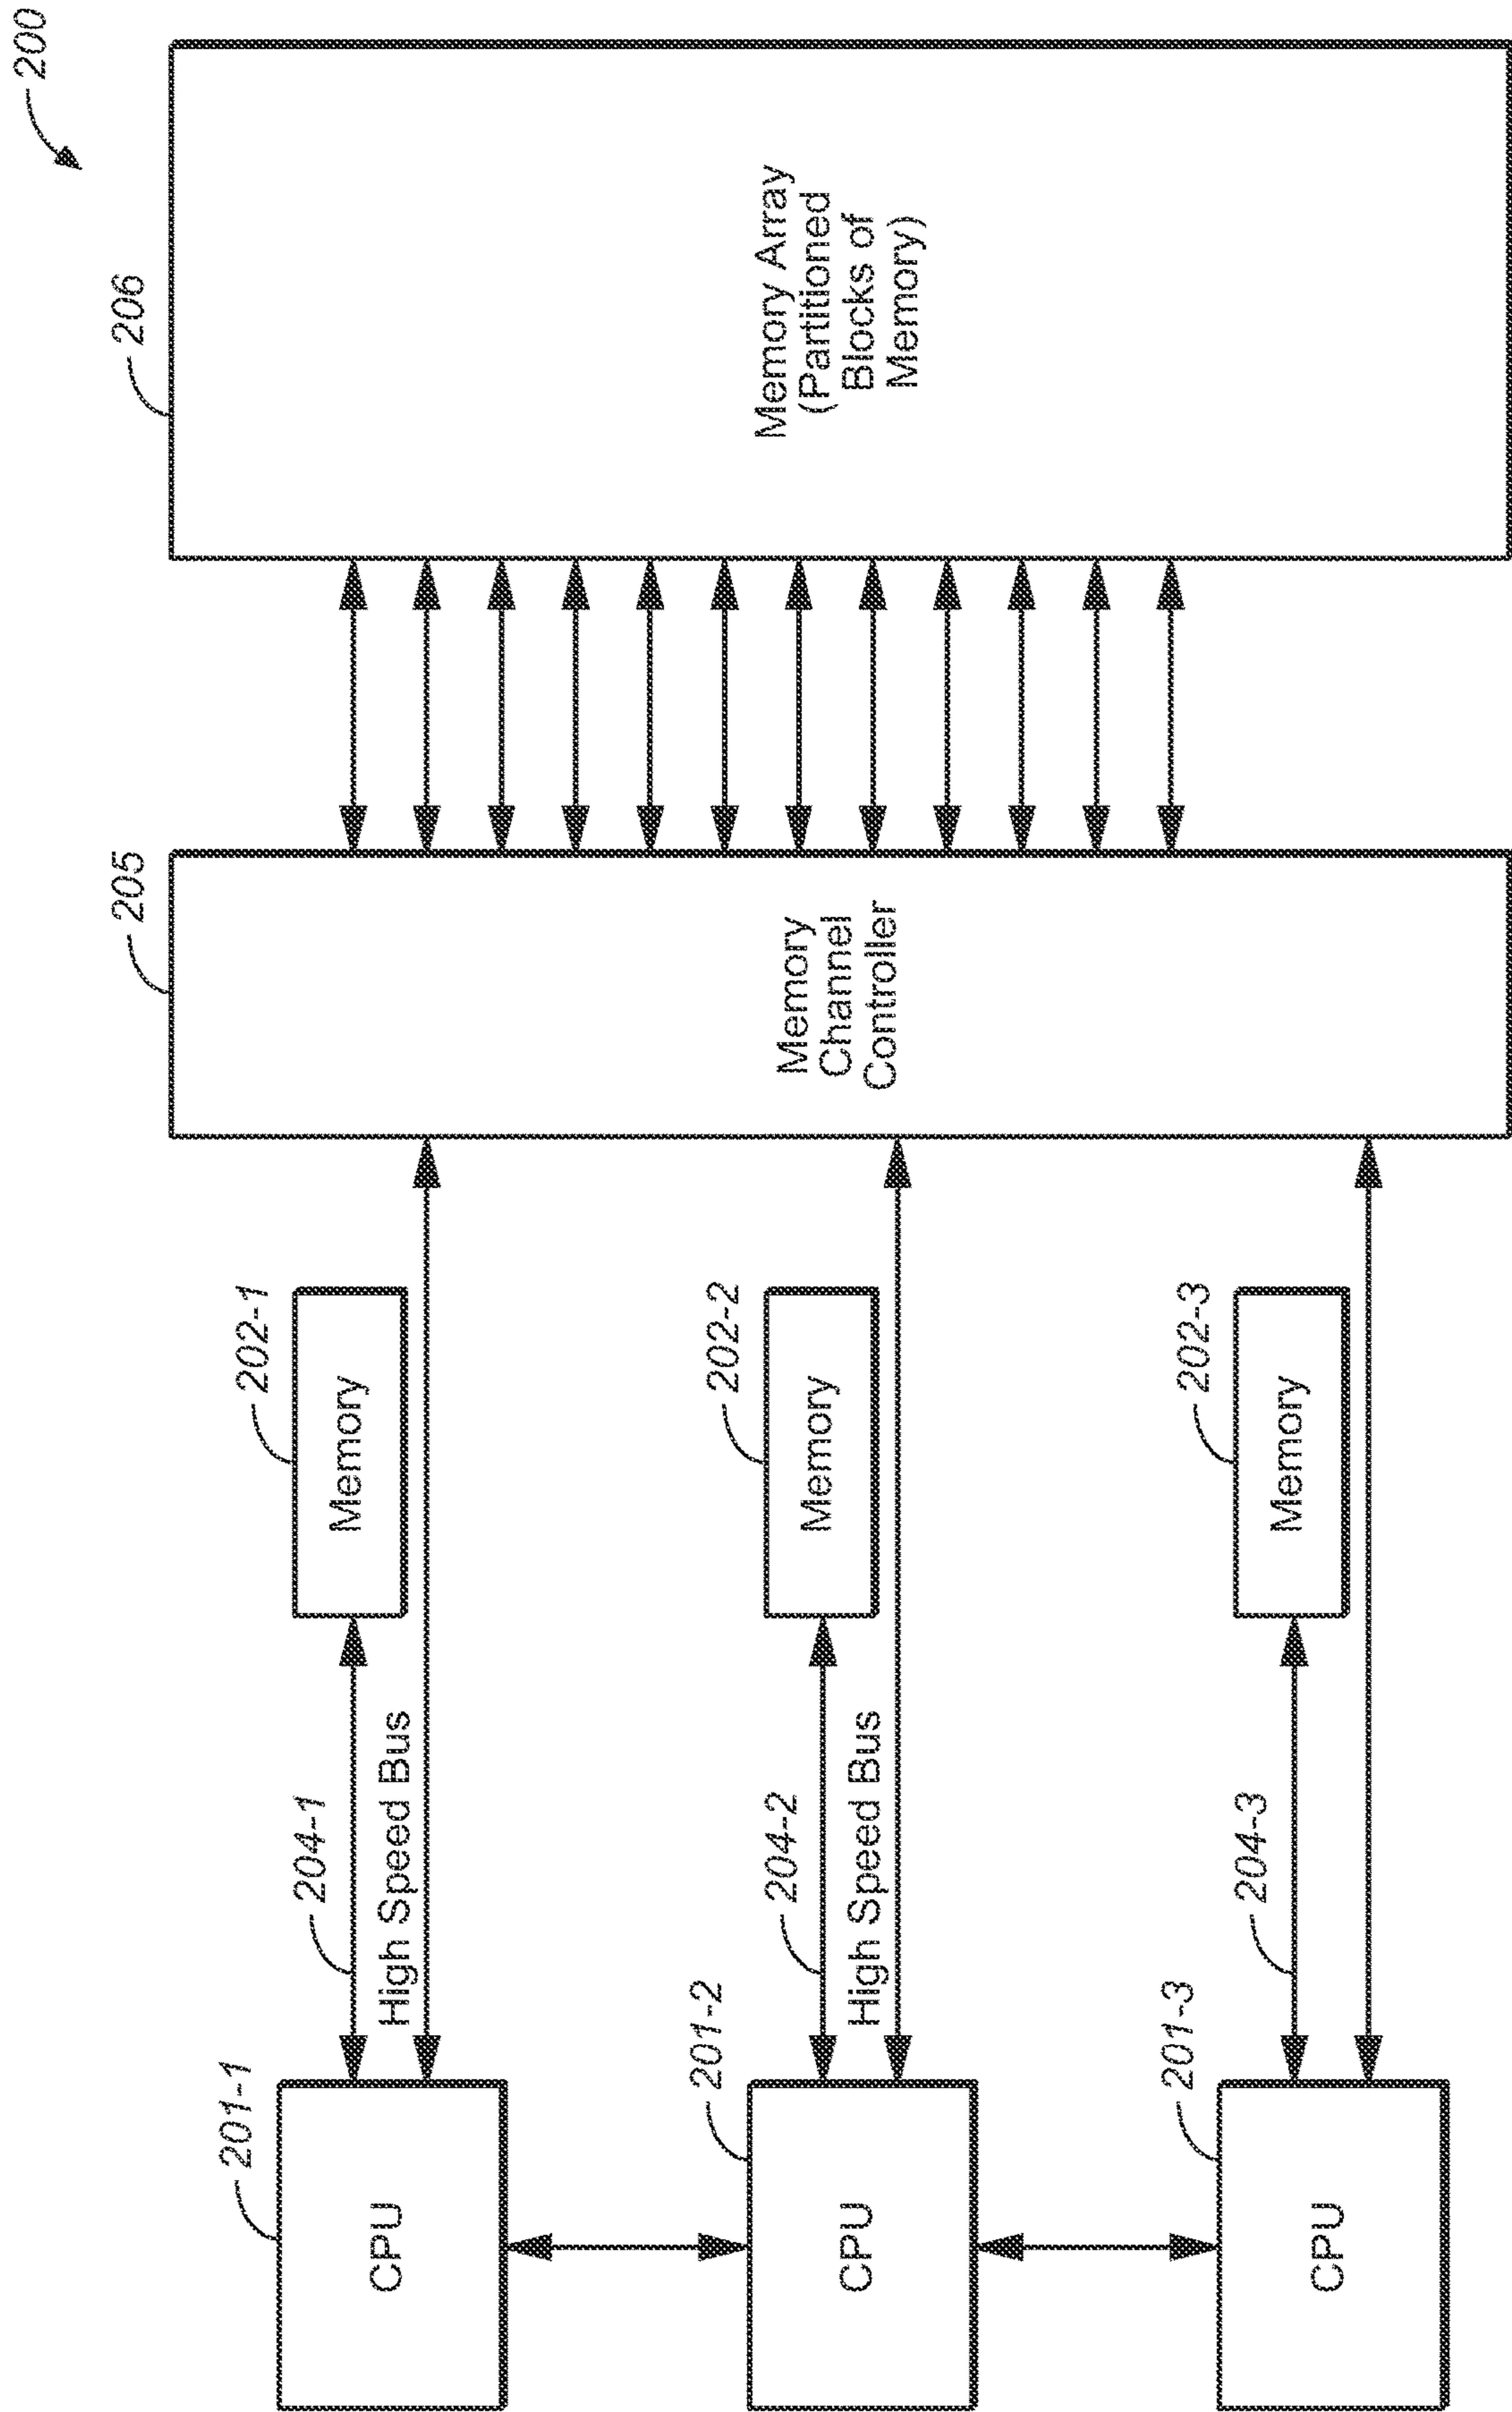 200
206
Memory Array
(Partitioned
Blocks of
Memory)
205
Memory
Channel
Controller
202-1
Memory
204-1
High Speed Bus
201-1
CPU
202-2
Memory
204-2
High Speed Bus
201-2
CPU
202-3
Memory
204-3
201-3
CPU